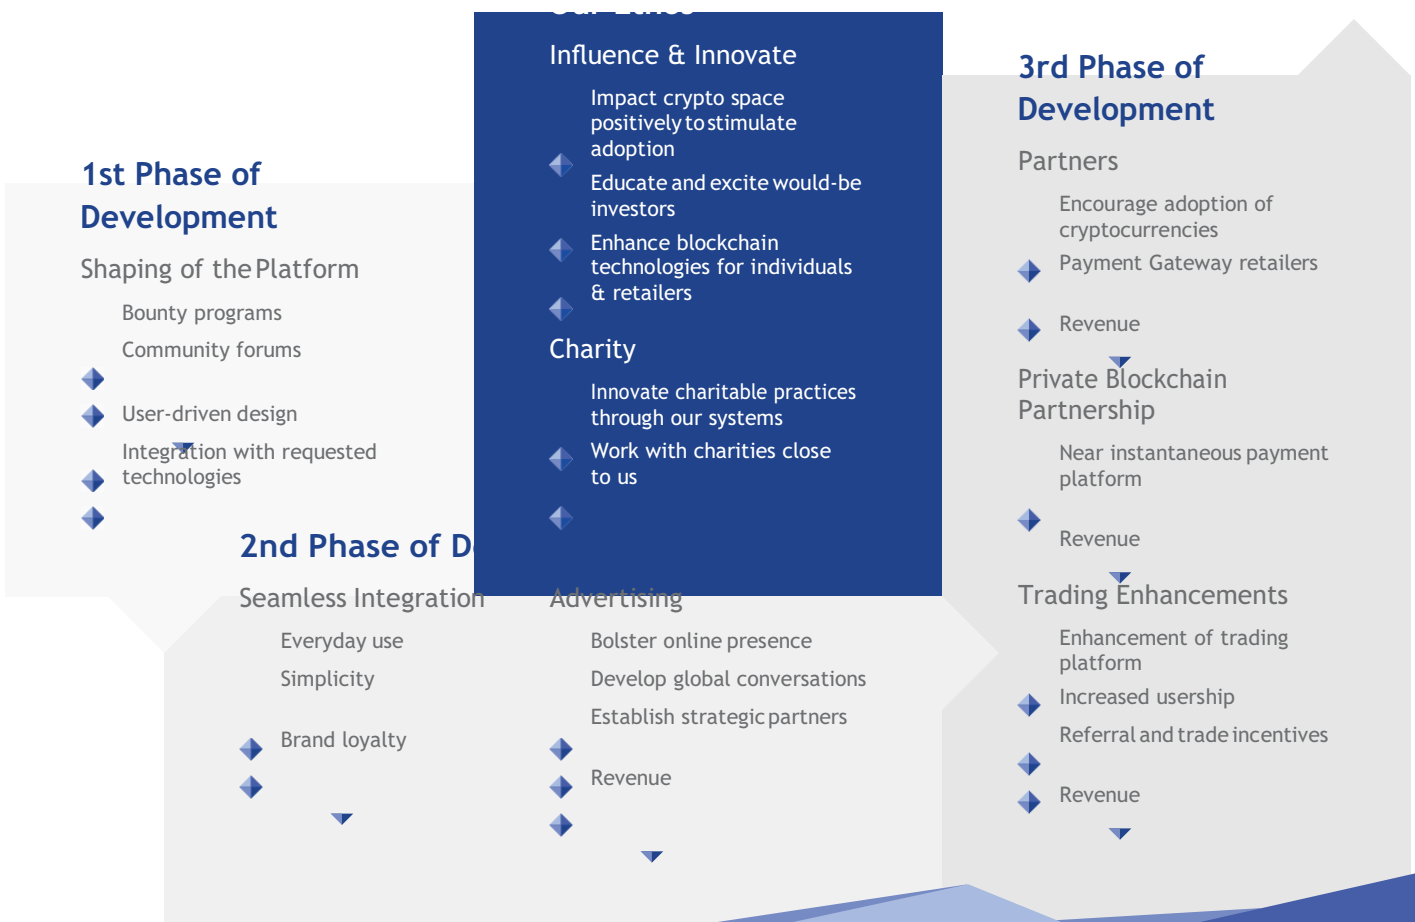 1st Phase of
Development
Shaping of the Platform
Bounty programs
Community forums
User-driven design
Integration with requested
technologies
2nd Phase of D
Seamless Integration
Everyday use
Simplicity
Brand loyalty
Our Ethics
Influence & Innovate
Impact crypto space
positively to stimulate
adoption
Educate and excite would-be
investors
Enhance blockchain
technologies for individuals
& retailers
Charity
Innovate charitable practices
through our systems
Work with charities close
to us
Advertising
Bolster online presence
Develop global conversations
Establish strategic partners
Revenue
3rd Phase of
Development
Partners
Encourage adoption of
cryptocurrencies
Payment Gateway retailers
Revenue
Private Blockchain
Partnership
Near instantaneous payment
platform
Revenue
Trading Enhancements
Enhancement of trading
platform
Increased usership
Referral and trade incentives
Revenue